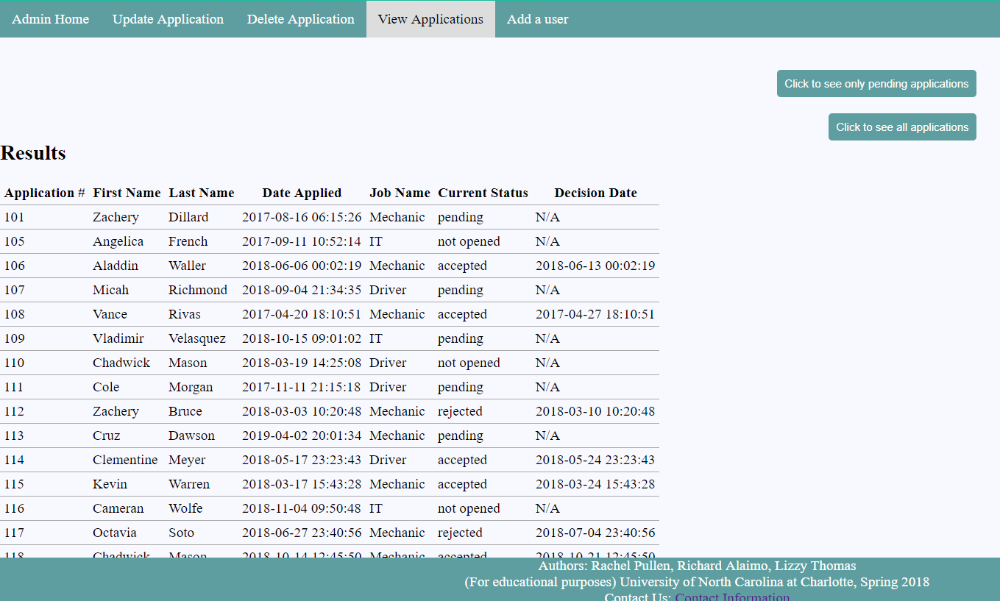 Admin Home Update Application Delete Application View Applications Add a user
Click to see only pending applications
Click to see all applications
Results
Application # First Name Last Name Date Applied Job Name Current Status Decision Date
101 Zachery Dillard 2017-08-16 06:15:26 Mechanic pending N/A
105 Angelica French 2017-09-11 10:52:14 IT not opened N/A
106 Aladdin Waller 2018-06-06 00:02:19 Mechanic accepted 2018-06-13 00:02:19
107 Micah Richmond 2018-09-04 21:34:35 Driver pending N/A
108 Vance Rivas 2017-04-20 18:10:51 Mechanic accepted 2017-04-27 18:10:51
109 Vladimir Velasquez 2018-10-15 09:01:02 IT pending N/A
110 Chadwick Mason 2018-03-19 14:25:08 Driver not opened N/A
111 Cole Morgan 2017-11-11 21:15:18 Driver pending N/A
112 Zachery Bruce 2018-03-03 10:20:48 Mechanic rejected 2018-03-10 10:20:48
113 Cruz Dawson 2019-04-02 20:01:34 Mechanic pending N/A
114 Clementine Meyer 2018-05-17 23:23:43 Driver accepted 2018-05-24 23:23:43
115 Kevin Warren 2018-03-17 15:43:28 Mechanic accepted 2018-03-24 15:43:28
116 Cameran Wolfe 2018-11-04 09:50:48 IT not opened N/A
117 Octavia Soto 2018-06-27 23:40:56 Mechanic rejected 2018-07-04 23:40:56
118 Chadwick Mason 2018-10-14 12:45:50 Mechanic accepted 2018-10-21 12:45:50
Authors: Rachel Pullen, Richard Alaimo, Lizzy Thomas
(For educational purposes) University of North Carolina at Charlotte, Spring 2018
Contact Us: Contact Information